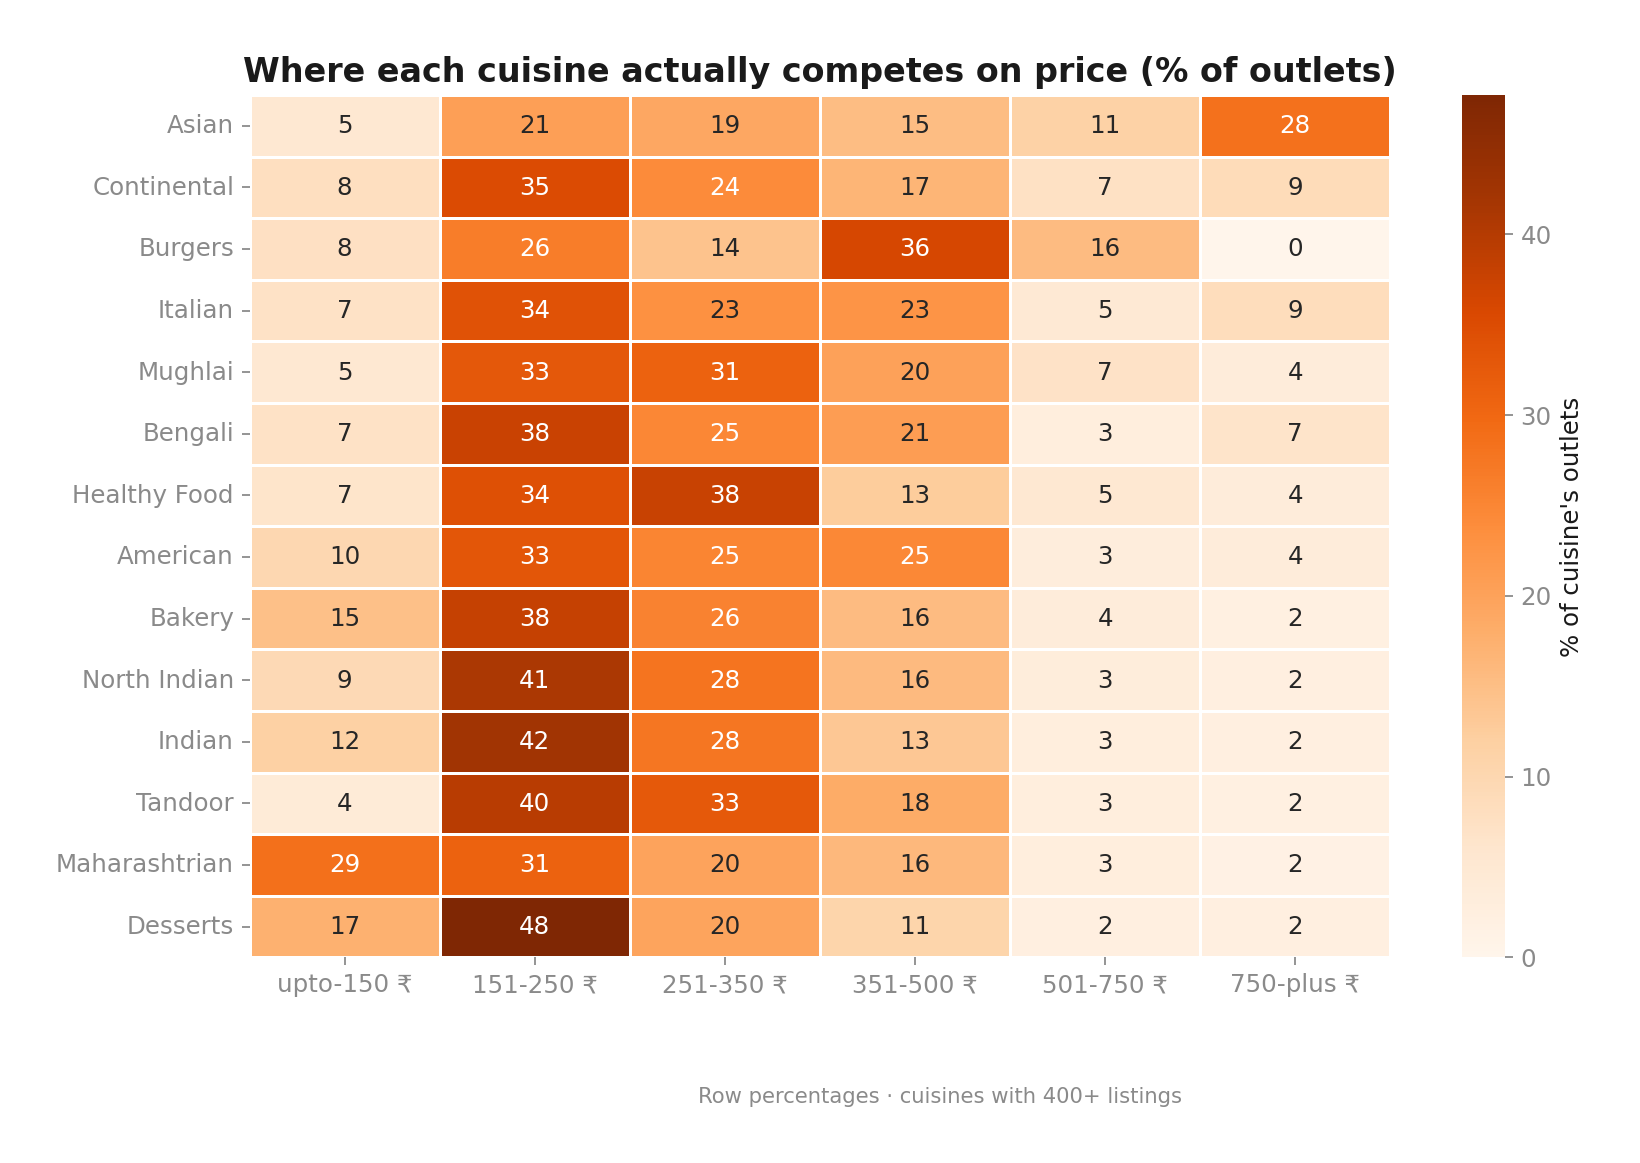 Where each cuisine actually competes on price (% of outlets)
Asian 5 21 19 15 11 28
Continental 8 35 24 17 7 9
Burgers 8 26 14 36 16 0
Italian 7 34 23 23 5 9
Mughlai 5 33 31 20 7 4
Bengali 7 38 25 21 3 7
Healthy Food 7 34 38 13 5 4
American 10 33 25 25 3 4
Bakery 15 38 26 16 4 2
North Indian 9 41 28 16 3 2
Indian 12 42 28 13 3 2
Tandoor 4 40 33 18 3 2
Maharashtrian 29 31 20 16 3 2
Desserts 17 48 20 11 2 2
upto-150 ₹ 151-250 ₹ 251-350 ₹ 351-500 ₹ 501-750 ₹ 750-plus ₹
40
30
20
10
0
% of cuisine's outlets
Row percentages · cuisines with 400+ listings